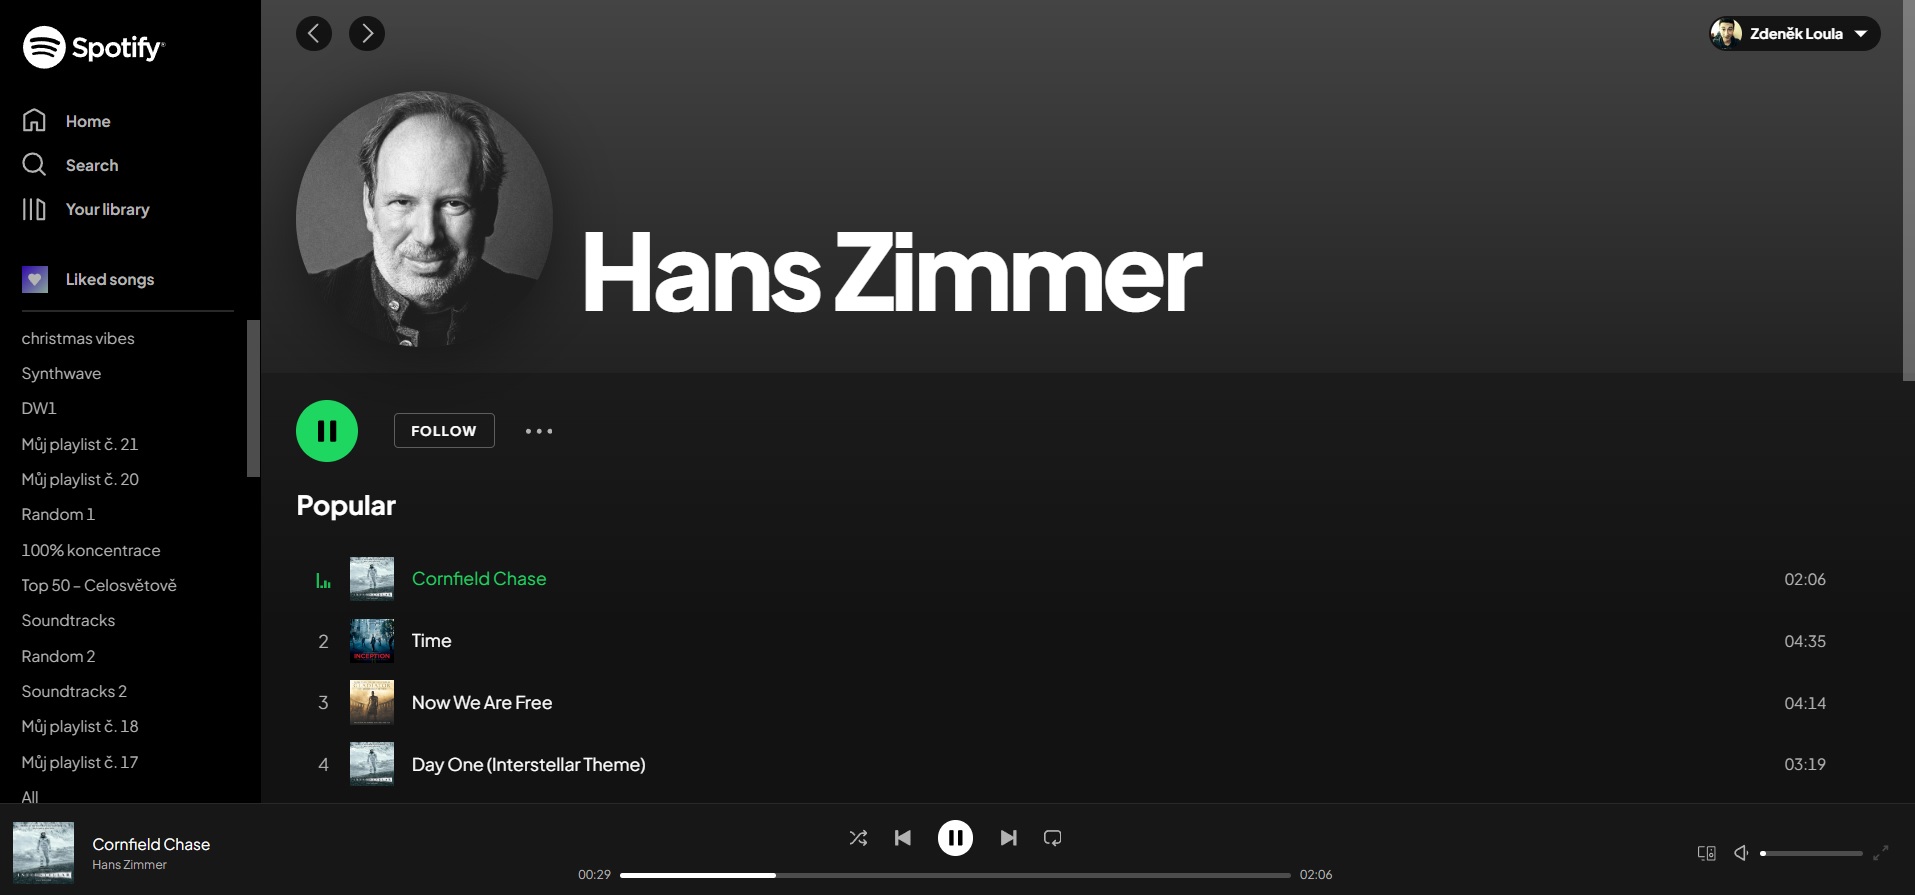 Spotify
Home
Search
Your library
Liked songs
christmas vibes
Synthwave
DW1
Můj playlist č. 21
Můj playlist č. 20
Random 1
100% koncentrace
Top 50 – Celosvětově
Soundtracks
Random 2
Soundtracks 2
Můj playlist č. 18
Můj playlist č. 17
All
Zdeněk Loula
Hans Zimmer
FOLLOW
Popular
Cornfield Chase 02:06
2 Time 04:35
INCEPTION
3 Now We Are Free 04:14
4 Day One (Interstellar Theme) 03:19
Cornfield Chase
Hans Zimmer
00:29 02:06